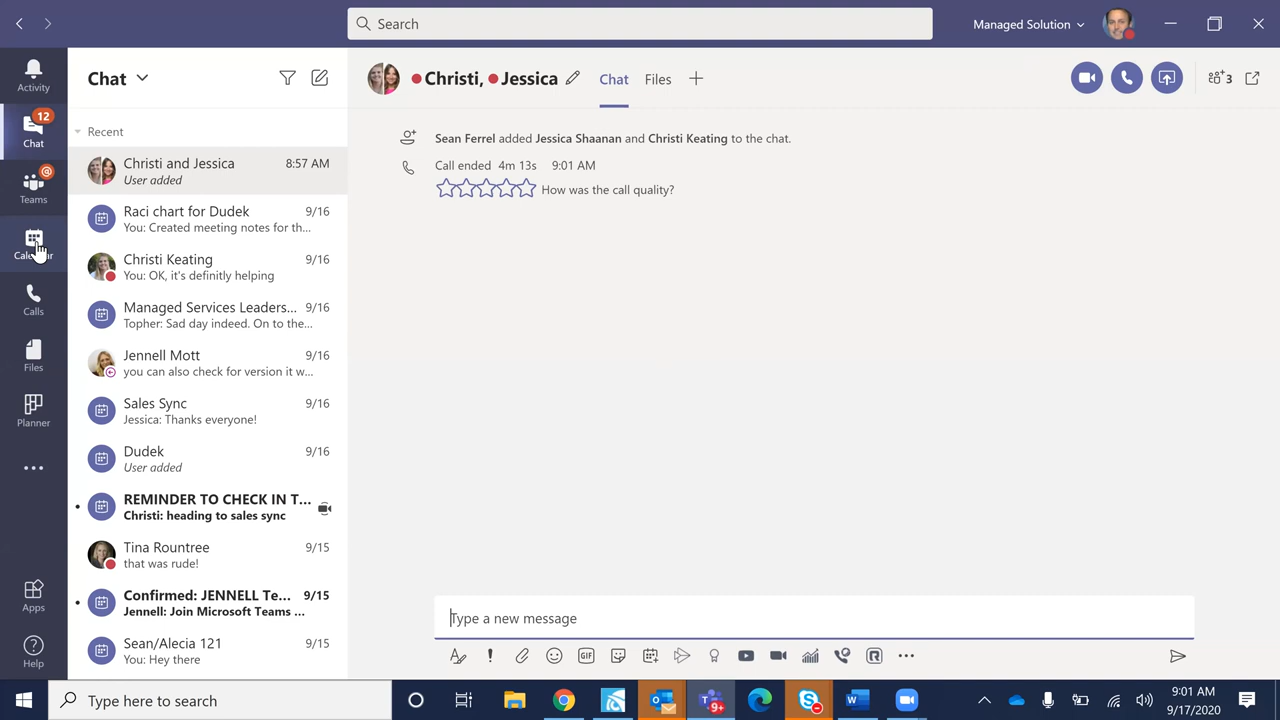 Search
Managed Solution
Activity
12
Chat
Teams
Calendar
Calls
Files
Planner
Apps
Help
Chat
Recent
Christi and Jessica 8:57 AM
User added
Raci chart for Dudek 9/16
You: Created meeting notes for th...
Christi Keating 9/16
You: OK, it's definitly helping
Managed Services Leaders... 9/16
Topher: Sad day indeed. On to the...
Jennell Mott 9/16
you can also check for version it w...
Sales Sync 9/16
Jessica: Thanks everyone!
Dudek 9/16
User added
REMINDER TO CHECK IN T...
Christi: heading to sales sync
Tina Rountree 9/15
that was rude!
Confirmed: JENNELL Te... 9/15
Jennell: Join Microsoft Teams ...
Sean/Alecia 121 9/15
You: Hey there
Christi, Jessica
Chat Files
3
Sean Ferrel added Jessica Shaanan and Christi Keating to the chat.
Call ended 4m 13s 9:01 AM
How was the call quality?
Type a new message
GIF
Type here to search
9+
9:01 AM
9/17/2020